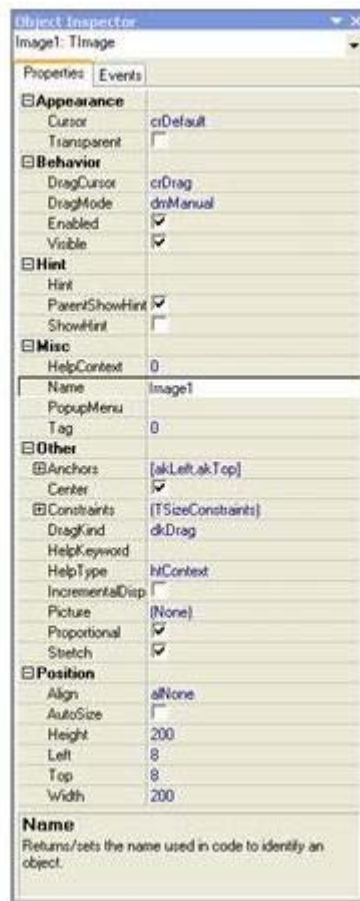 Object Inspector
Image1: TImage
Properties Events
Appearance
Cursor crDefault
Transparent
Behavior
DragCursor crDrag
DragMode dmManual
Enabled
Visible
Hint
Hint
ParentShowHint
ShowHint
Misc
HelpContext 0
Name Image1
PopupMenu
Tag 0
Other
Anchors [akLeft,akTop]
Center
Constraints (TSizeConstraints)
DragKind dkDrag
HelpKeyword
HelpType htContext
IncrementalDisp
Picture (None)
Proportional
Stretch
Position
Align alNone
AutoSize
Height 200
Left 8
Top 8
Width 200
Name
Returns/sets the name used in code to identify an
object.